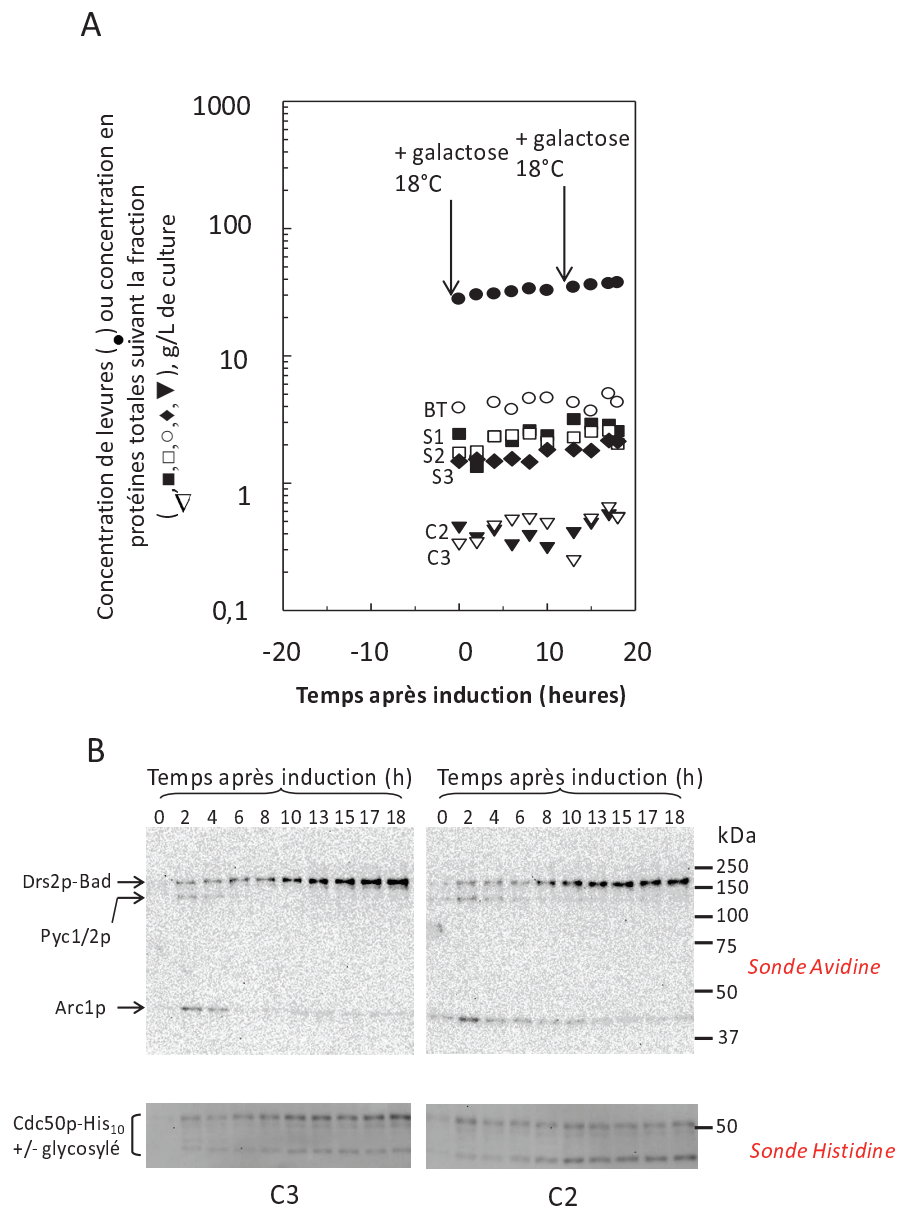 A
Concentration de levures (●) ou concentration en
protéines totales suivant la fraction
(■,□,○,◆,▼,▽), g/L de culture
1000
100
10
1
0,1
+ galactose
18°C
+ galactose
18°C
BT
S1
S2
S3
C2
C3
-20
-10
0
10
20
Temps après induction (heures)
B
Temps après induction (h)
Temps après induction (h)
0 2 4 6 8 10 13 15 17 18
0 2 4 6 8 10 13 15 17 18
kDa
250
150
100
75
50
37
Drs2p-Bad
Pyc1/2p
Arc1p
Sonde Avidine
Cdc50p-His10
+/- glycosylé
50
Sonde Histidine
C3
C2